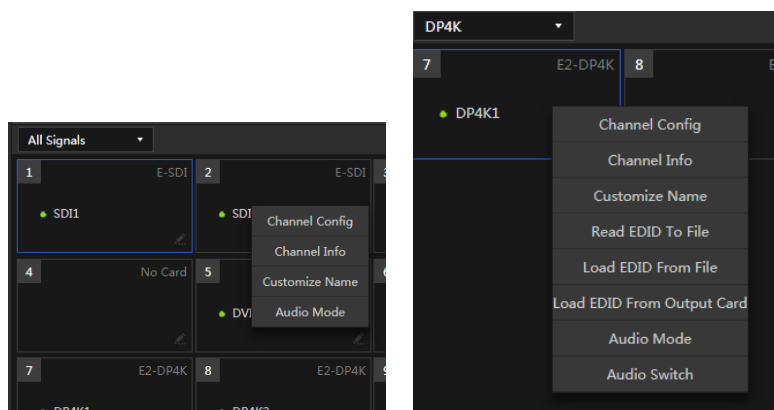 All Signals
1 E-SDI
SDI1
2 E-SDI
SDI
Channel Config
Channel Info
Customize Name
Audio Mode
4 No Card
5
DVI
7 E2-DP4K
8 E2-DP4K
DP4K
7 E2-DP4K
8
DP4K1
Channel Config
Channel Info
Customize Name
Read EDID To File
Load EDID From File
Load EDID From Output Card
Audio Mode
Audio Switch